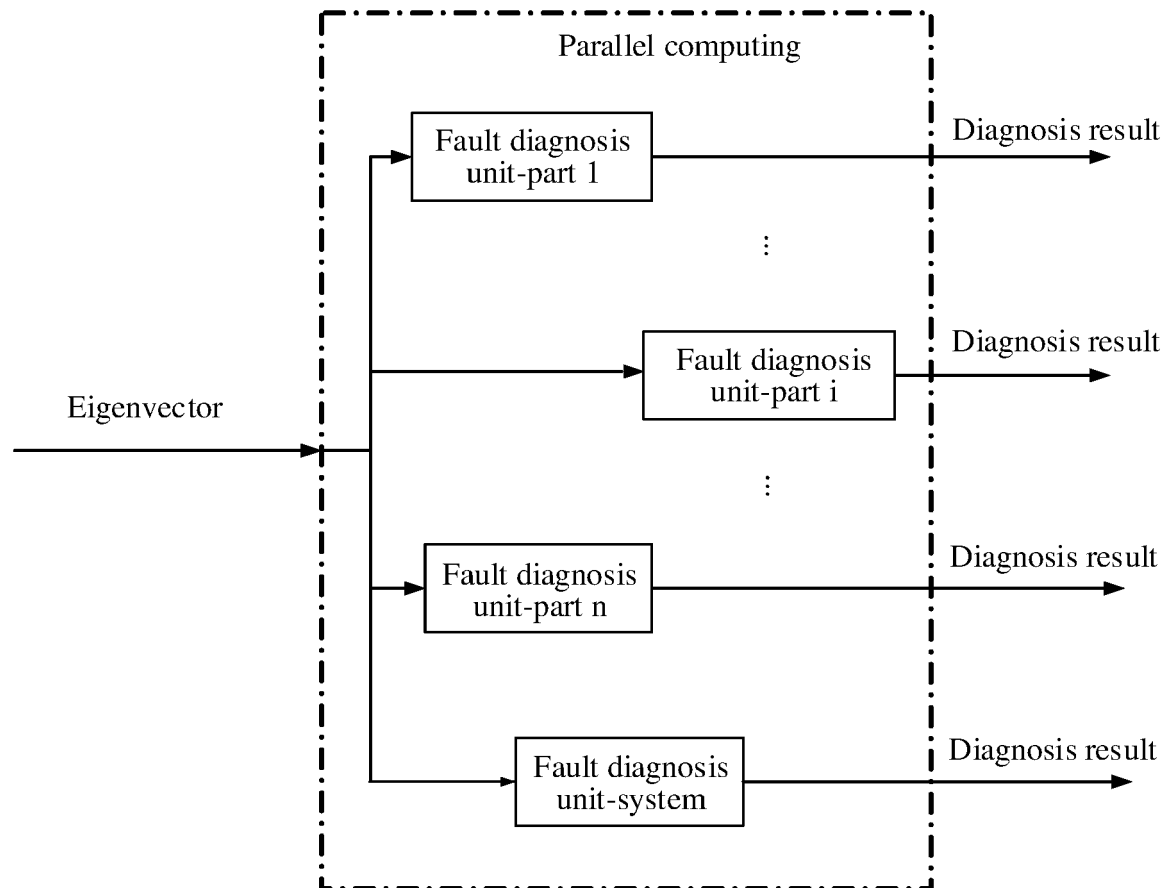 Parallel computing
Fault diagnosis
unit-part 1
Diagnosis result
...
Fault diagnosis
unit-part i
Diagnosis result
Eigenvector
...
Fault diagnosis
unit-part n
Diagnosis result
Fault diagnosis
unit-system
Diagnosis result